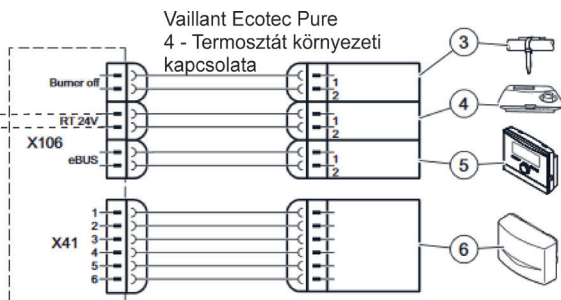 Vaillant Ecotec Pure
4 - Termosztát környezeti
kapcsolata
Burner off
1
2
3
RT 24V
1
2
4
X106
eBUS
1
2
5
X41
1
2
3
4
5
6
6